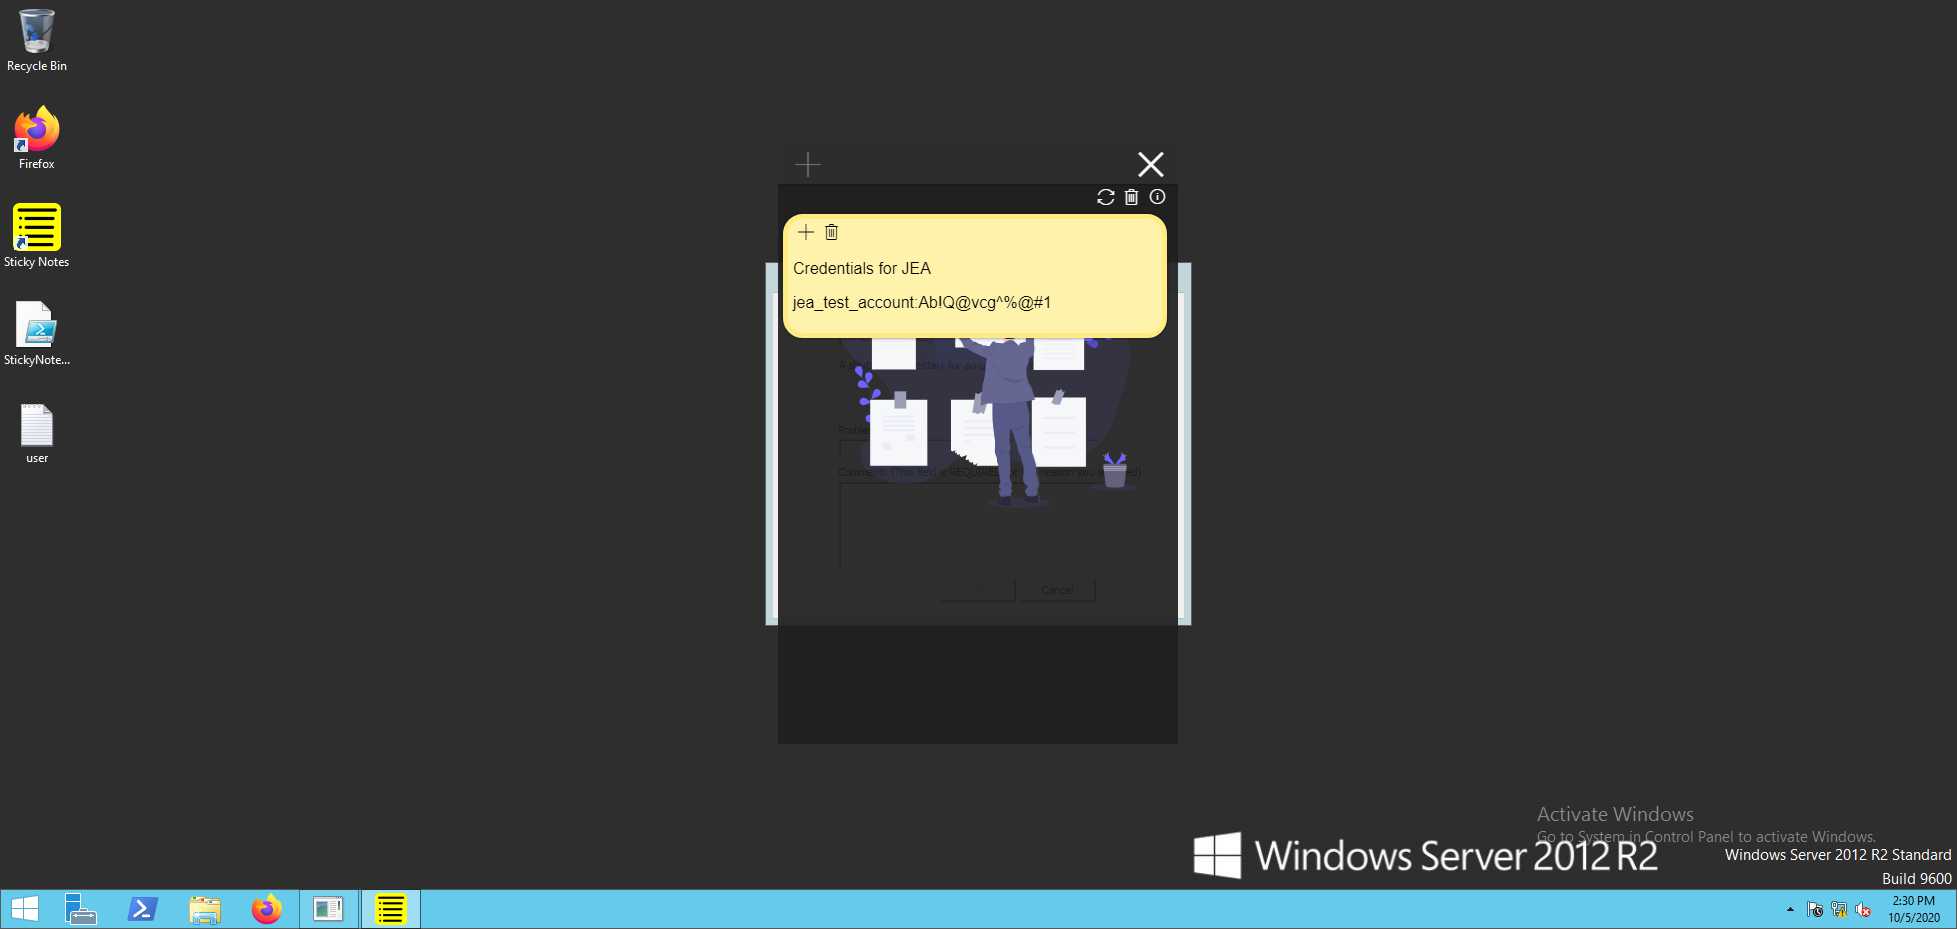 Recycle Bin
Firefox
Sticky Notes
StickyNote...
user
Credentials for JEA
jea_test_account:Ab!Q@vcg^%@#1
Cancel
Activate Windows
Go to System in Control Panel to activate Windows.
Windows Server 2012 R2
Windows Server 2012 R2 Standard
Build 9600
2:30 PM
10/5/2020